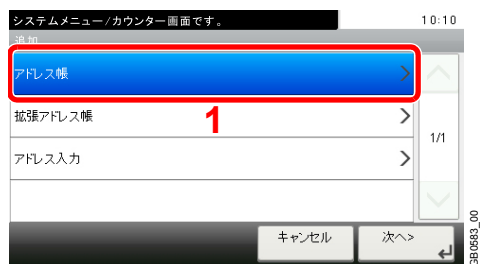 システムメニュー/カウンター画面です。 10:10
追加
アドレス帳
拡張アドレス帳
1
1/1
アドレス入力
キャンセル 次へ>
GB0583_00